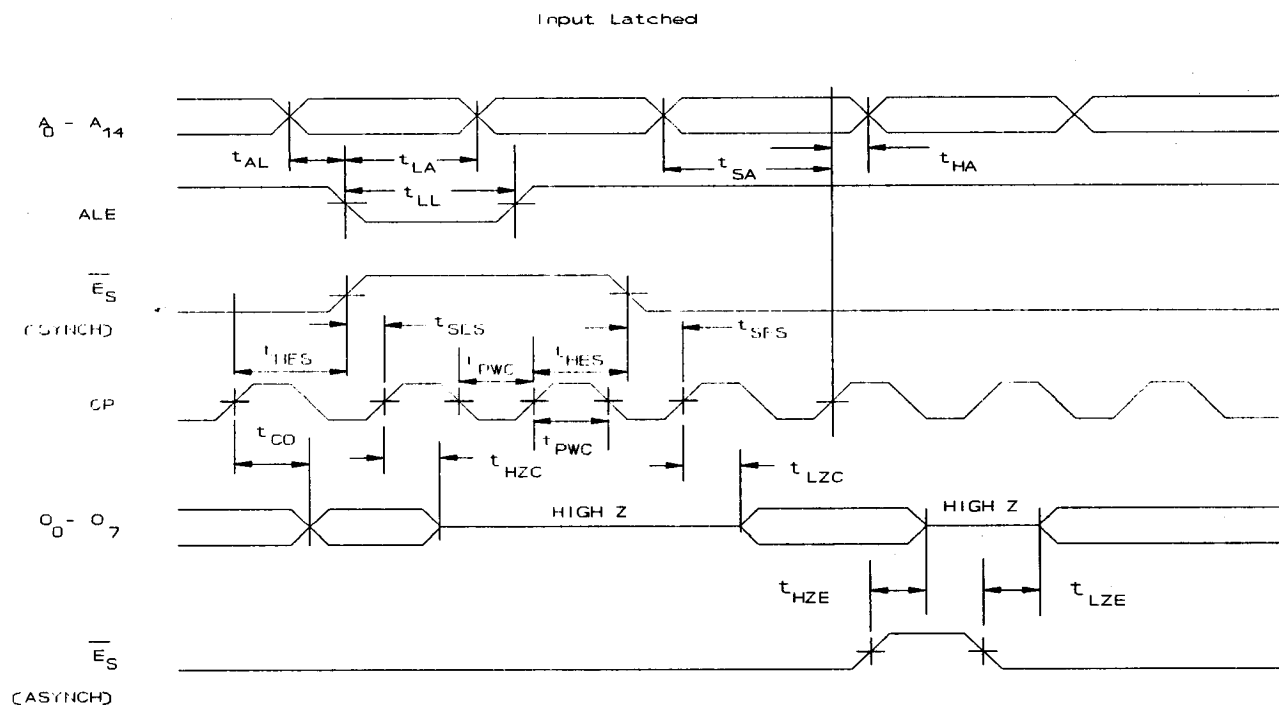 Input Latched
A0 - A14
tAL
tLA
tSA
tHA
tLL
ALE
ES
(SYNCH)
tSES
tSES
tHES
tPWC
tHES
CP
tCO
tPWC
tHZC
tLZC
O0 - O7
HIGH Z
HIGH Z
tHZE
tLZE
ES
(ASYNCH)